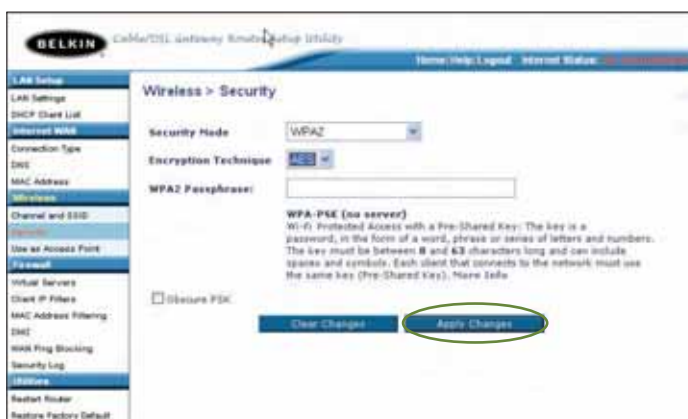 BELKIN
Cable/DSL Gateway Router Setup Utility
Home|Help|Logout Internet Status:
LAN Setup
LAN Settings
DHCP Client List
Internet WAN
Connection Type
DNS
MAC Address
Wireless
Channel and SSID
Security
Use as Access Point
Firewall
Virtual Servers
Client IP Filters
MAC Address Filtering
DMZ
WAN Ping Blocking
Security Log
Utilities
Restart Router
Restore Factory Default
Wireless > Security
Security Mode WPA2
Encryption Technique AES
WPA2 Passphrase:
WPA-PSK (no server)
Wi-Fi Protected Access with a Pre-Shared Key: The key is a
password, in the form of a word, phrase or series of letters and numbers.
The key must be between 8 and 63 characters long and can include
spaces and symbols. Each client that connects to the network must use
the same key (Pre-Shared Key). More Info
Obscure PSK
Clear Changes
Apply Changes